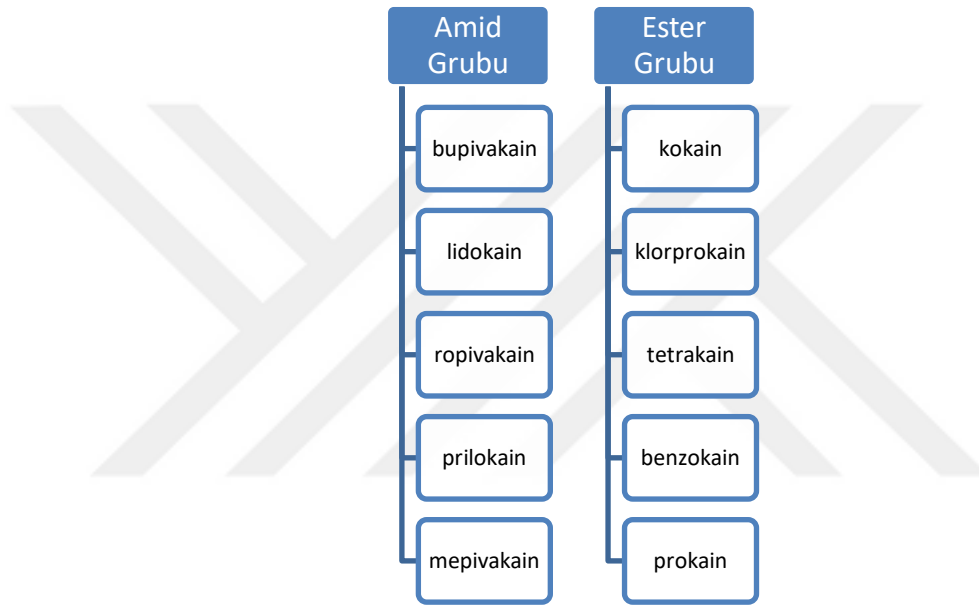 Amid
Grubu
bupivakain
lidokain
ropivakain
prilokain
mepivakain
Ester
Grubu
kokain
klorprokain
tetrakain
benzokain
prokain